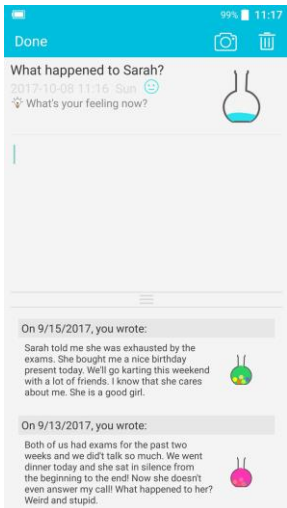 99% 11:17
Done
What happened to Sarah?
2017-10-08 11:16 Sun
What's your feeling now?
On 9/15/2017, you wrote:
Sarah told me she was exhausted by the
exams. She bought me a nice birthday
present today. We'll go karting this weekend
with a lot of friends. I know that she cares
about me. She is a good girl.
On 9/13/2017, you wrote:
Both of us had exams for the past two
weeks and we did't talk so much. We went
dinner today and she sat in silence from
the beginning to the end! Now she doesn't
even answer my call! What happened to her?
Weird and stupid.